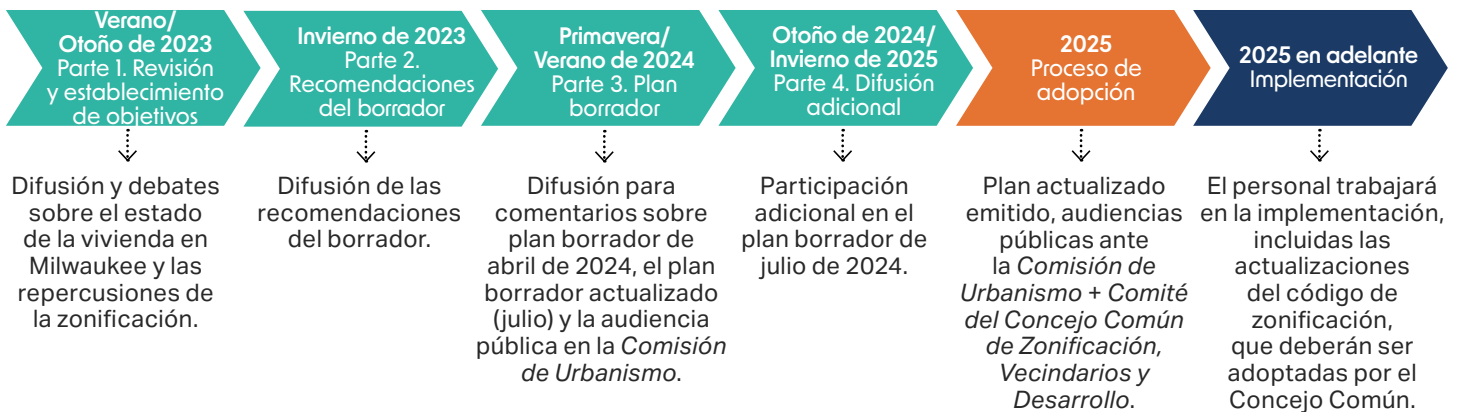 Verano/
Otoño de 2023
Parte 1. Revisión
y establecimiento
de objetivos
Invierno de 2023
Parte 2.
Recomendaciones
del borrador
Primavera/
Verano de 2024
Parte 3. Plan
borrador
Otoño de 2024/
Invierno de 2025
Parte 4. Difusión
adicional
2025
Proceso de
adopción
2025 en adelante
Implementación
Difusión y debates
sobre el estado
de la vivienda en
Milwaukee y las
repercusiones de
la zonificación.
Difusión de las
recomendaciones
del borrador.
Difusión para
comentarios sobre
plan borrador de
abril de 2024, el plan
borrador actualizado
(julio) y la audiencia
pública en la Comisión
de Urbanismo.
Participación
adicional en el
plan borrador de
julio de 2024.
Plan actualizado
emitido, audiencias
públicas ante
la Comisión de
Urbanismo + Comité
del Concejo Común
de Zonificación,
Vecindarios y
Desarrollo.
El personal trabajará
en la implementación,
incluidas las
actualizaciones
del código de
zonificación,
que deberán ser
adoptadas por el
Concejo Común.